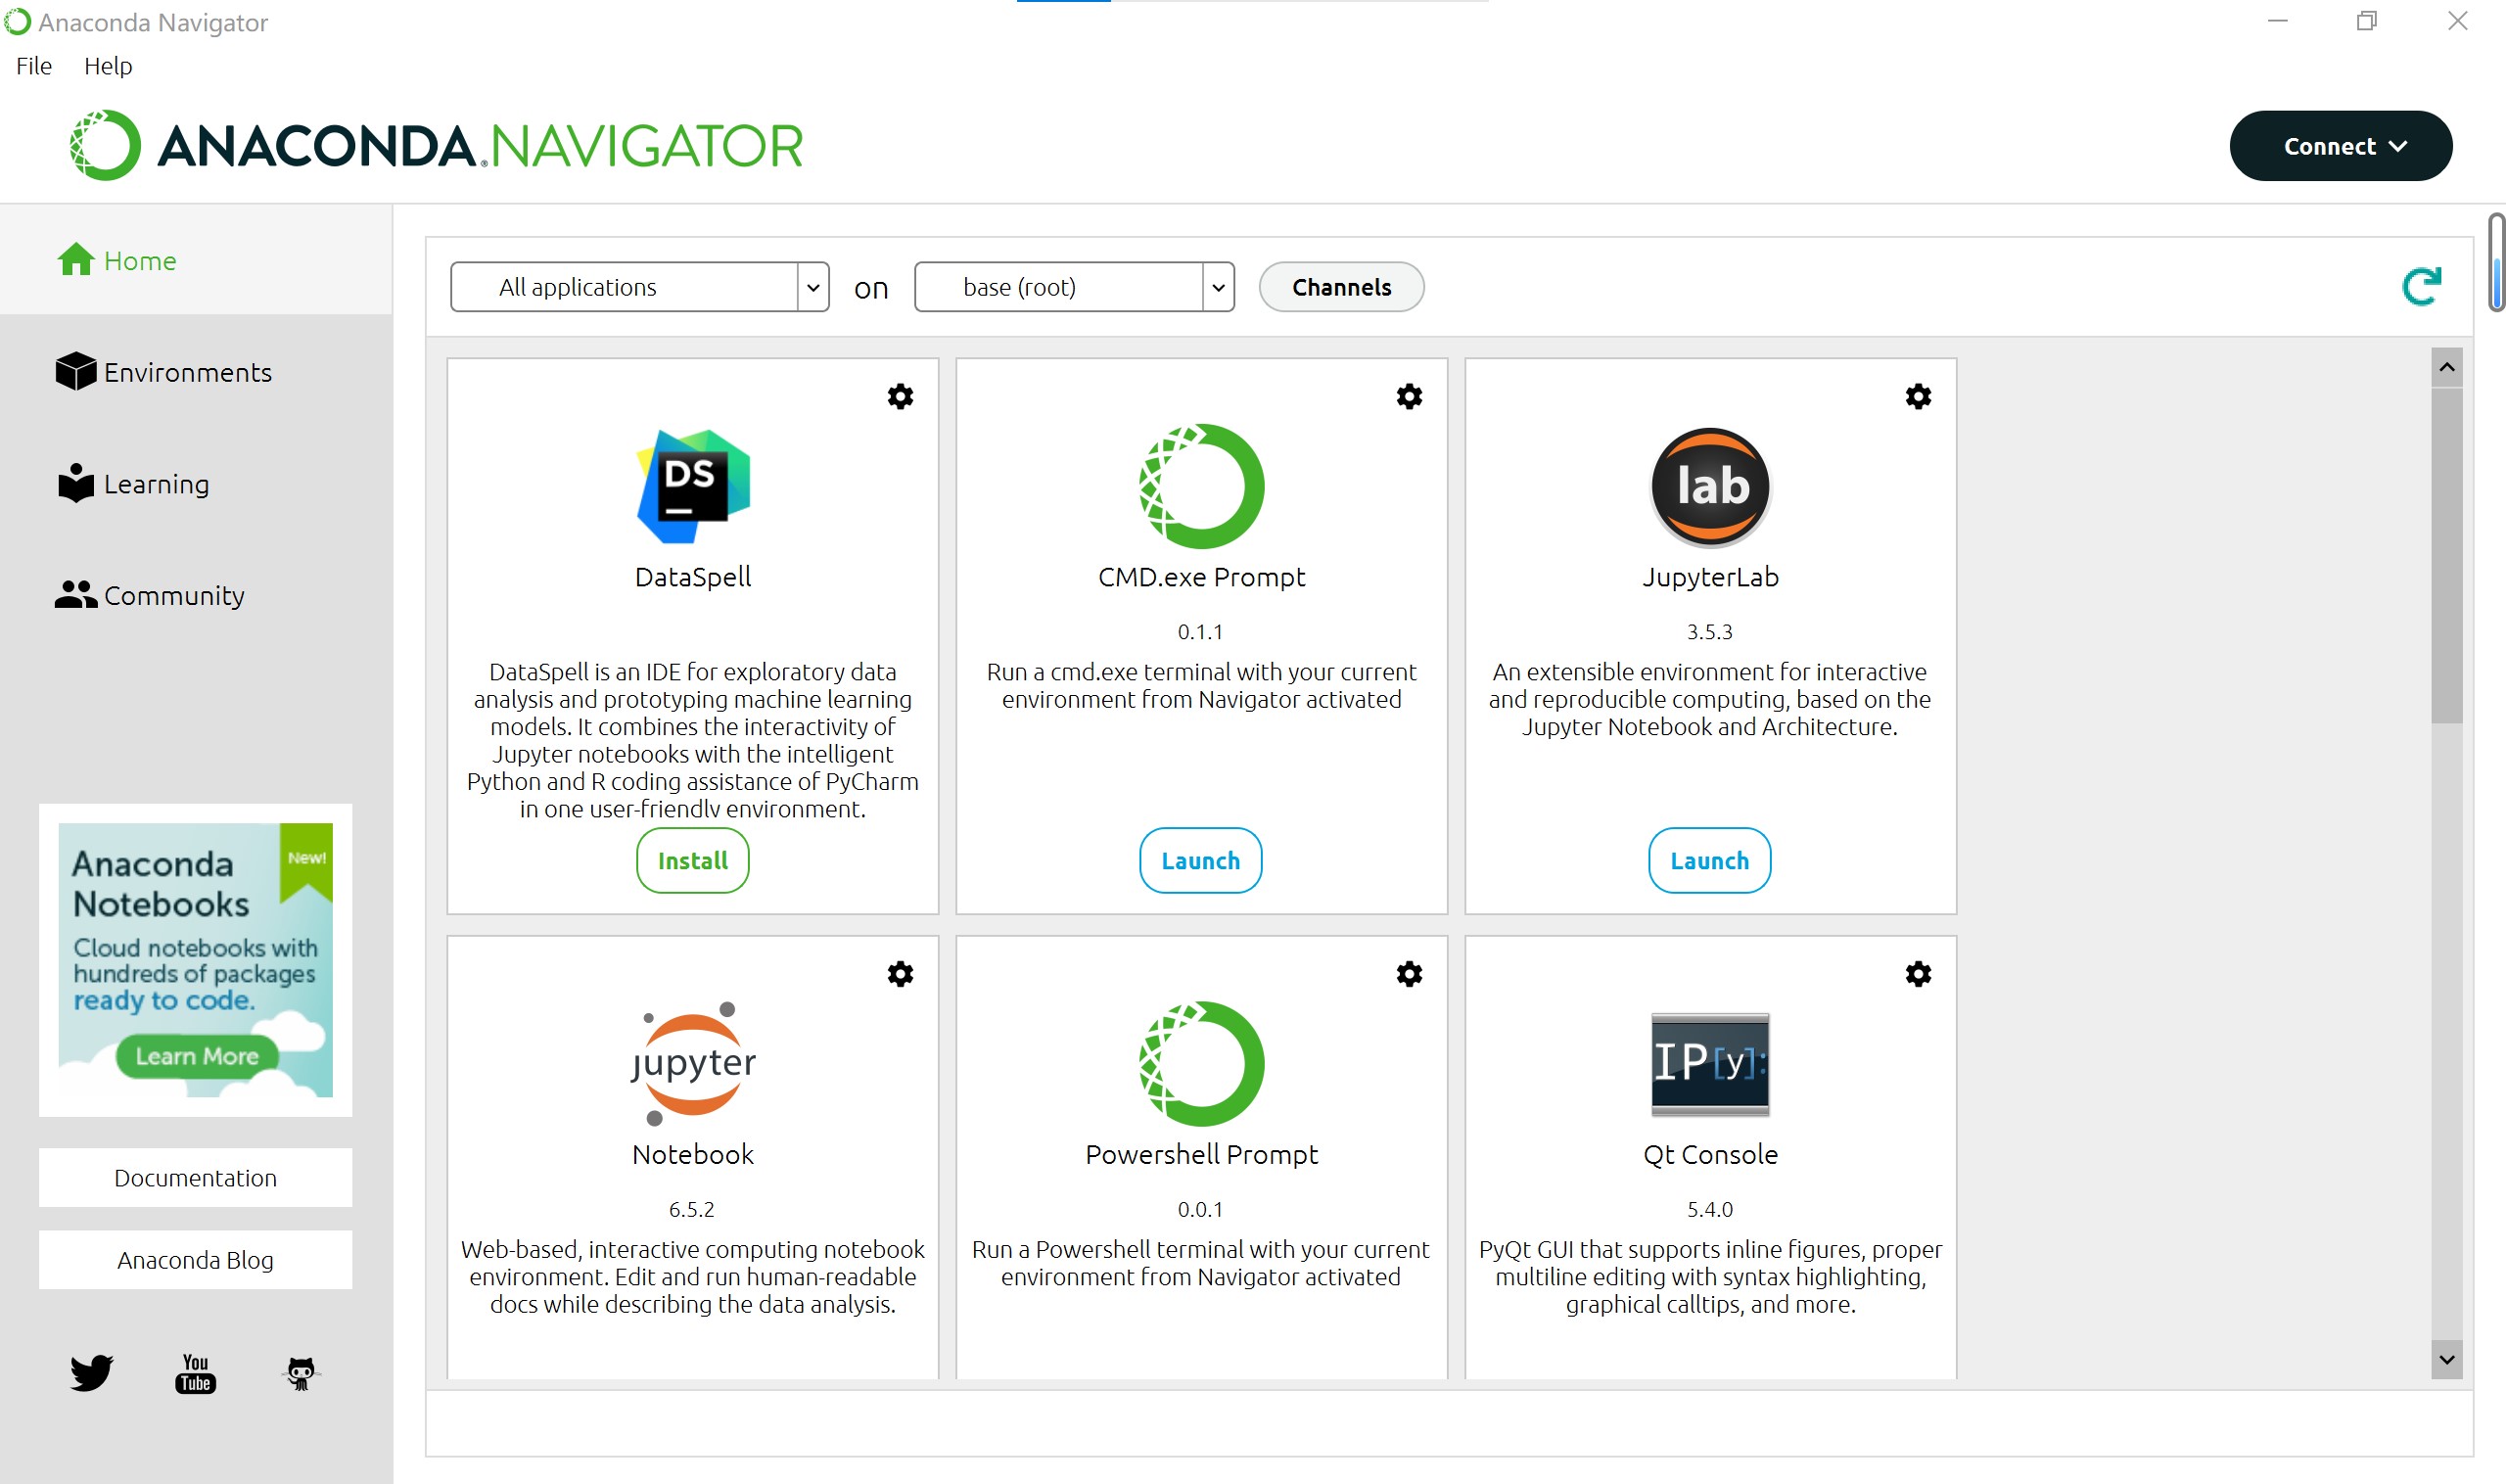 Anaconda Navigator
File Help
ANACONDA.NAVIGATOR
Connect
Home
Environments
Learning
Community
Anaconda
Notebooks
New!
Cloud notebooks with
hundreds of packages
ready to code.
Learn More
Documentation
Anaconda Blog
You
Tube
All applications on base (root) Channels
DS
DataSpell
DataSpell is an IDE for exploratory data
analysis and prototyping machine learning
models. It combines the interactivity of
Jupyter notebooks with the intelligent
Python and R coding assistance of PyCharm
in one user-friendly environment.
Install
CMD.exe Prompt
0.1.1
Run a cmd.exe terminal with your current
environment from Navigator activated
Launch
lab
JupyterLab
3.5.3
An extensible environment for interactive
and reproducible computing, based on the
Jupyter Notebook and Architecture.
Launch
jupyter
Notebook
6.5.2
Web-based, interactive computing notebook
environment. Edit and run human-readable
docs while describing the data analysis.
Powershell Prompt
0.0.1
Run a Powershell terminal with your current
environment from Navigator activated
IP[y]:
Qt Console
5.4.0
PyQt GUI that supports inline figures, proper
multiline editing with syntax highlighting,
graphical calltips, and more.